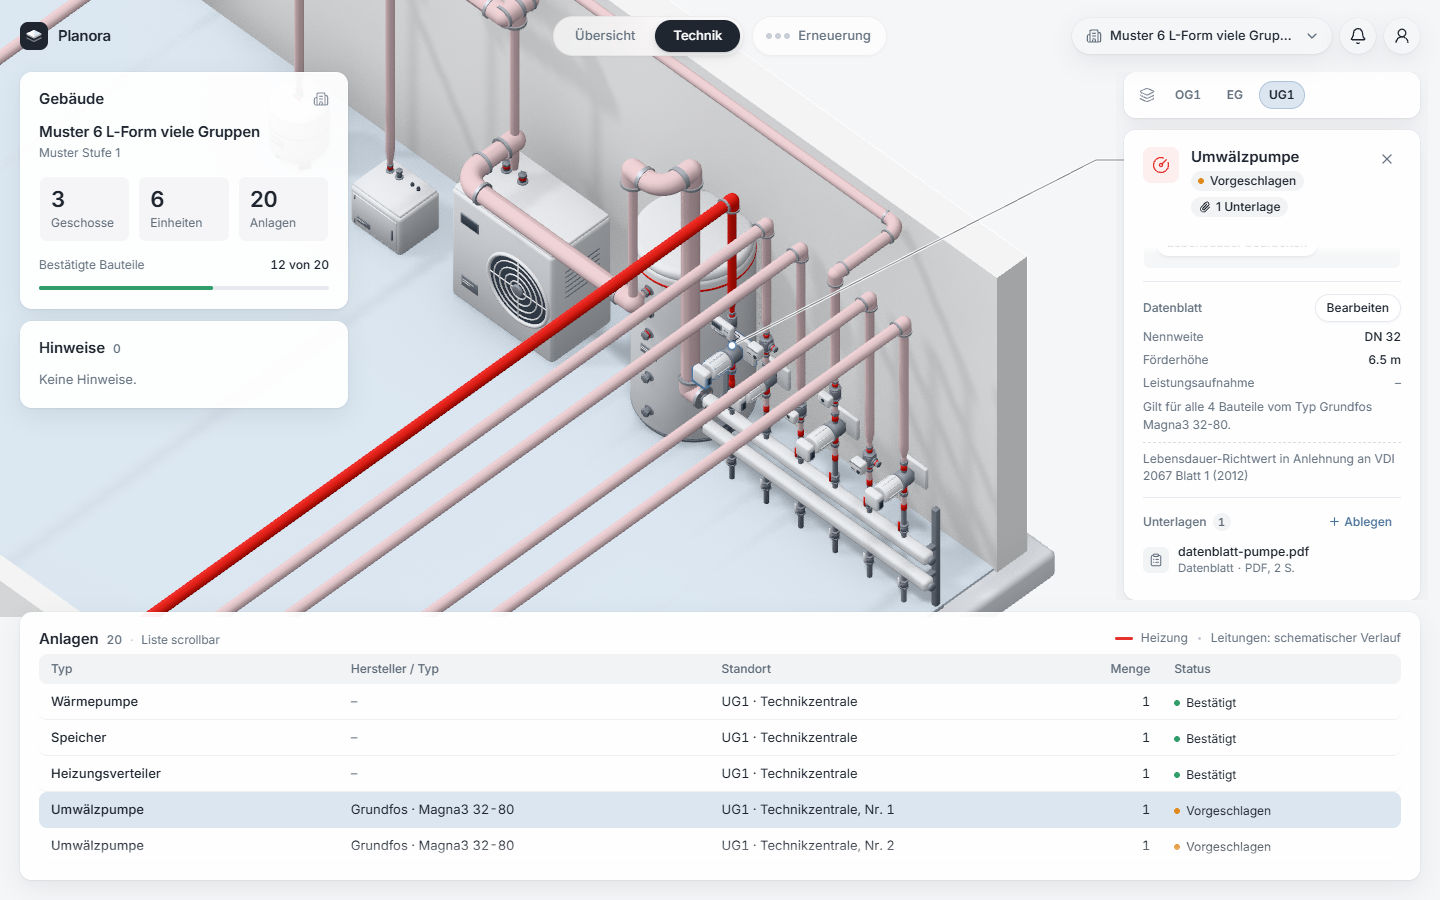 Planora
Übersicht
Technik
Erneuerung
Muster 6 L-Form viele Grup...
Gebäude
Muster 6 L-Form viele Gruppen
Muster Stufe 1
3
Geschosse
6
Einheiten
20
Anlagen
Bestätigte Bauteile
12 von 20
Hinweise 0
Keine Hinweise.
OG1
EG
UG1
Umwälzpumpe
Vorgeschlagen
1 Unterlage
Datenblatt
Bearbeiten
Nennweite
DN 32
Förderhöhe
6.5 m
Leistungsaufnahme
–
Gilt für alle 4 Bauteile vom Typ Grundfos
Magna3 32-80.
Lebensdauer-Richtwert in Anlehnung an VDI
2067 Blatt 1 (2012)
Unterlagen 1
+ Ablegen
datenblatt-pumpe.pdf
Datenblatt · PDF, 2 S.
Anlagen 20 · Liste scrollbar
Heizung · Leitungen: schematischer Verlauf
Typ Hersteller / Typ Standort Menge Status
Wärmepumpe – UG1 · Technikzentrale 1 Bestätigt
Speicher – UG1 · Technikzentrale 1 Bestätigt
Heizungsverteiler – UG1 · Technikzentrale 1 Bestätigt
Umwälzpumpe Grundfos · Magna3 32-80 UG1 · Technikzentrale, Nr. 1 1 Vorgeschlagen
Umwälzpumpe Grundfos · Magna3 32-80 UG1 · Technikzentrale, Nr. 2 1 Vorgeschlagen